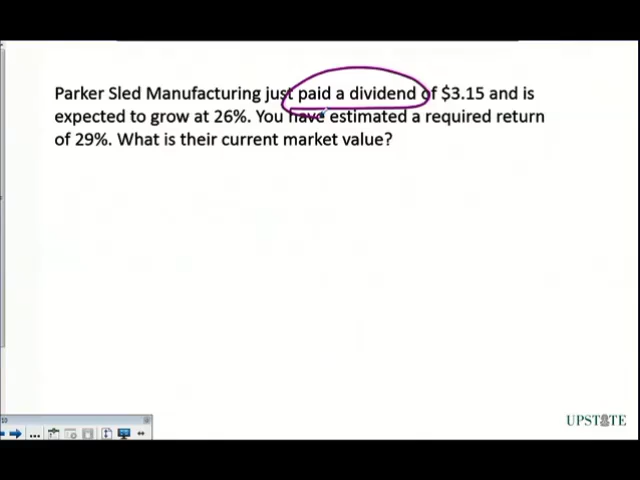 Parker Sled Manufacturing just paid a dividend of $3.15 and is
expected to grow at 26%. You have estimated a required return
of 29%. What is their current market value?
10
UPSTATE